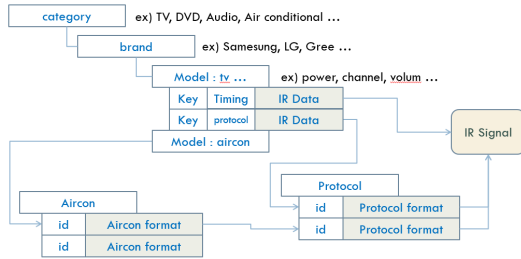 category ex) TV, DVD, Audio, Air conditional ...
brand ex) Samesung, LG, Gree ...
Model : tv ... ex) power, channel, volum ...
Key Timing IR Data
Key protocol IR Data
IR Signal
Model : aircon
Protocol
Aircon
id Protocol format
id Aircon format
id Protocol format
id Aircon format